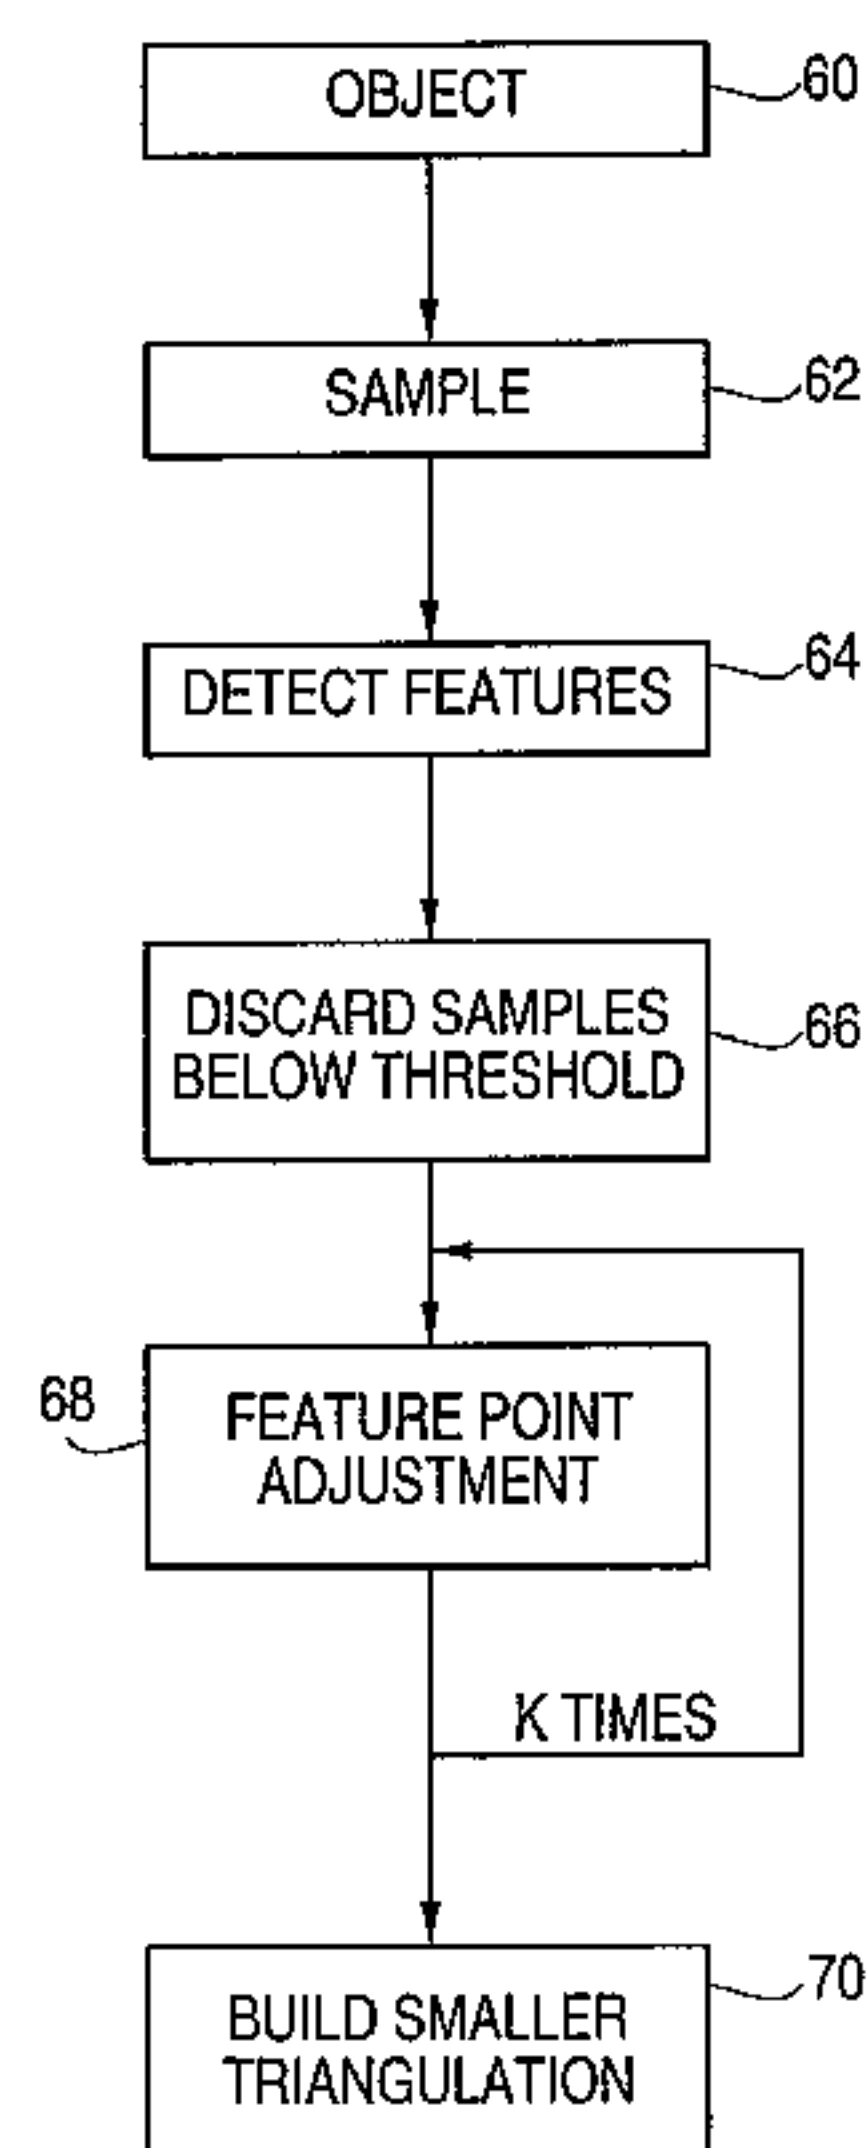 OBJECT
60
SAMPLE
62
DETECT FEATURES
64
DISCARD SAMPLES
BELOW THRESHOLD
66
68
FEATURE POINT
ADJUSTMENT
K TIMES
BUILD SMALLER
TRIANGULATION
70